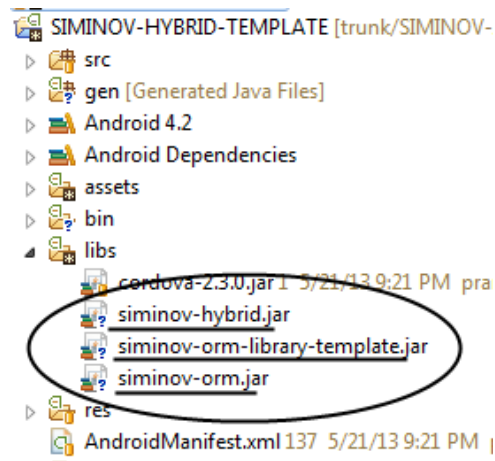 SIMINOV-HYBRID-TEMPLATE [trunk/SIMINOV-
src
gen [Generated Java Files]
Android 4.2
Android Dependencies
assets
bin
libs
cordova-2.3.0.jar 1 5/21/13 9:21 PM pra
siminov-hybrid.jar
siminov-orm-library-template.jar
siminov-orm.jar
res
AndroidManifest.xml 137 5/21/13 9:21 PM